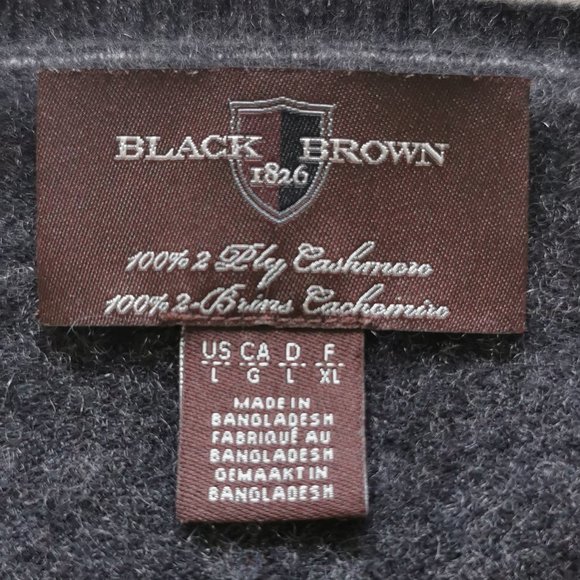 BLACK BROWN
1826
100% 2 Ply Cashmere
100% 2-Brins Cachemire
US CA D F
L G L XL
MADE IN
BANGLADESH
FABRIQUÉ AU
BANGLADESH
GEMAAKT IN
BANGLADESH